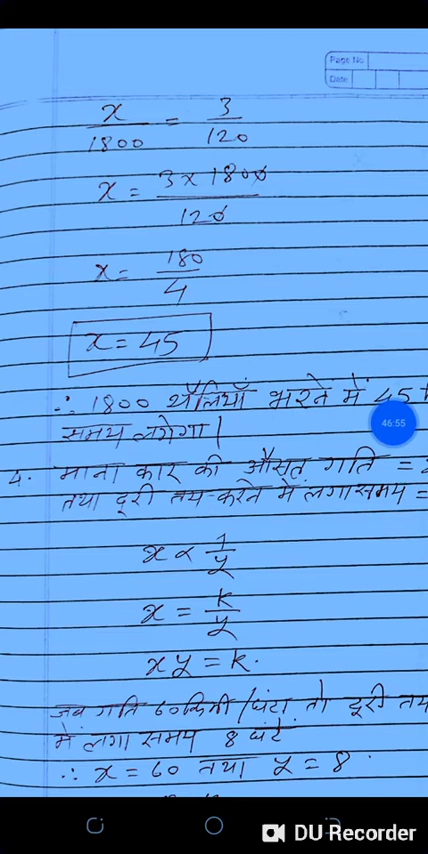 Page No.
Date
x/1800 = 3/120
x = 3 x 1800/120
x = 180/4
x = 45
∴ 1800 थैलियाँ भरने में 45
समय लगेगा |
4. माना कार की औसत गति =
तथा दूरी तय करने में लगा समय =
x ∝ 1/y
x = k/y
xy = k.
जब गति 60 किमी/घंटा तो दूरी तय
में लगा समय 8 घंटे
∴ x = 60 तथा y = 8.
46:55
DU Recorder